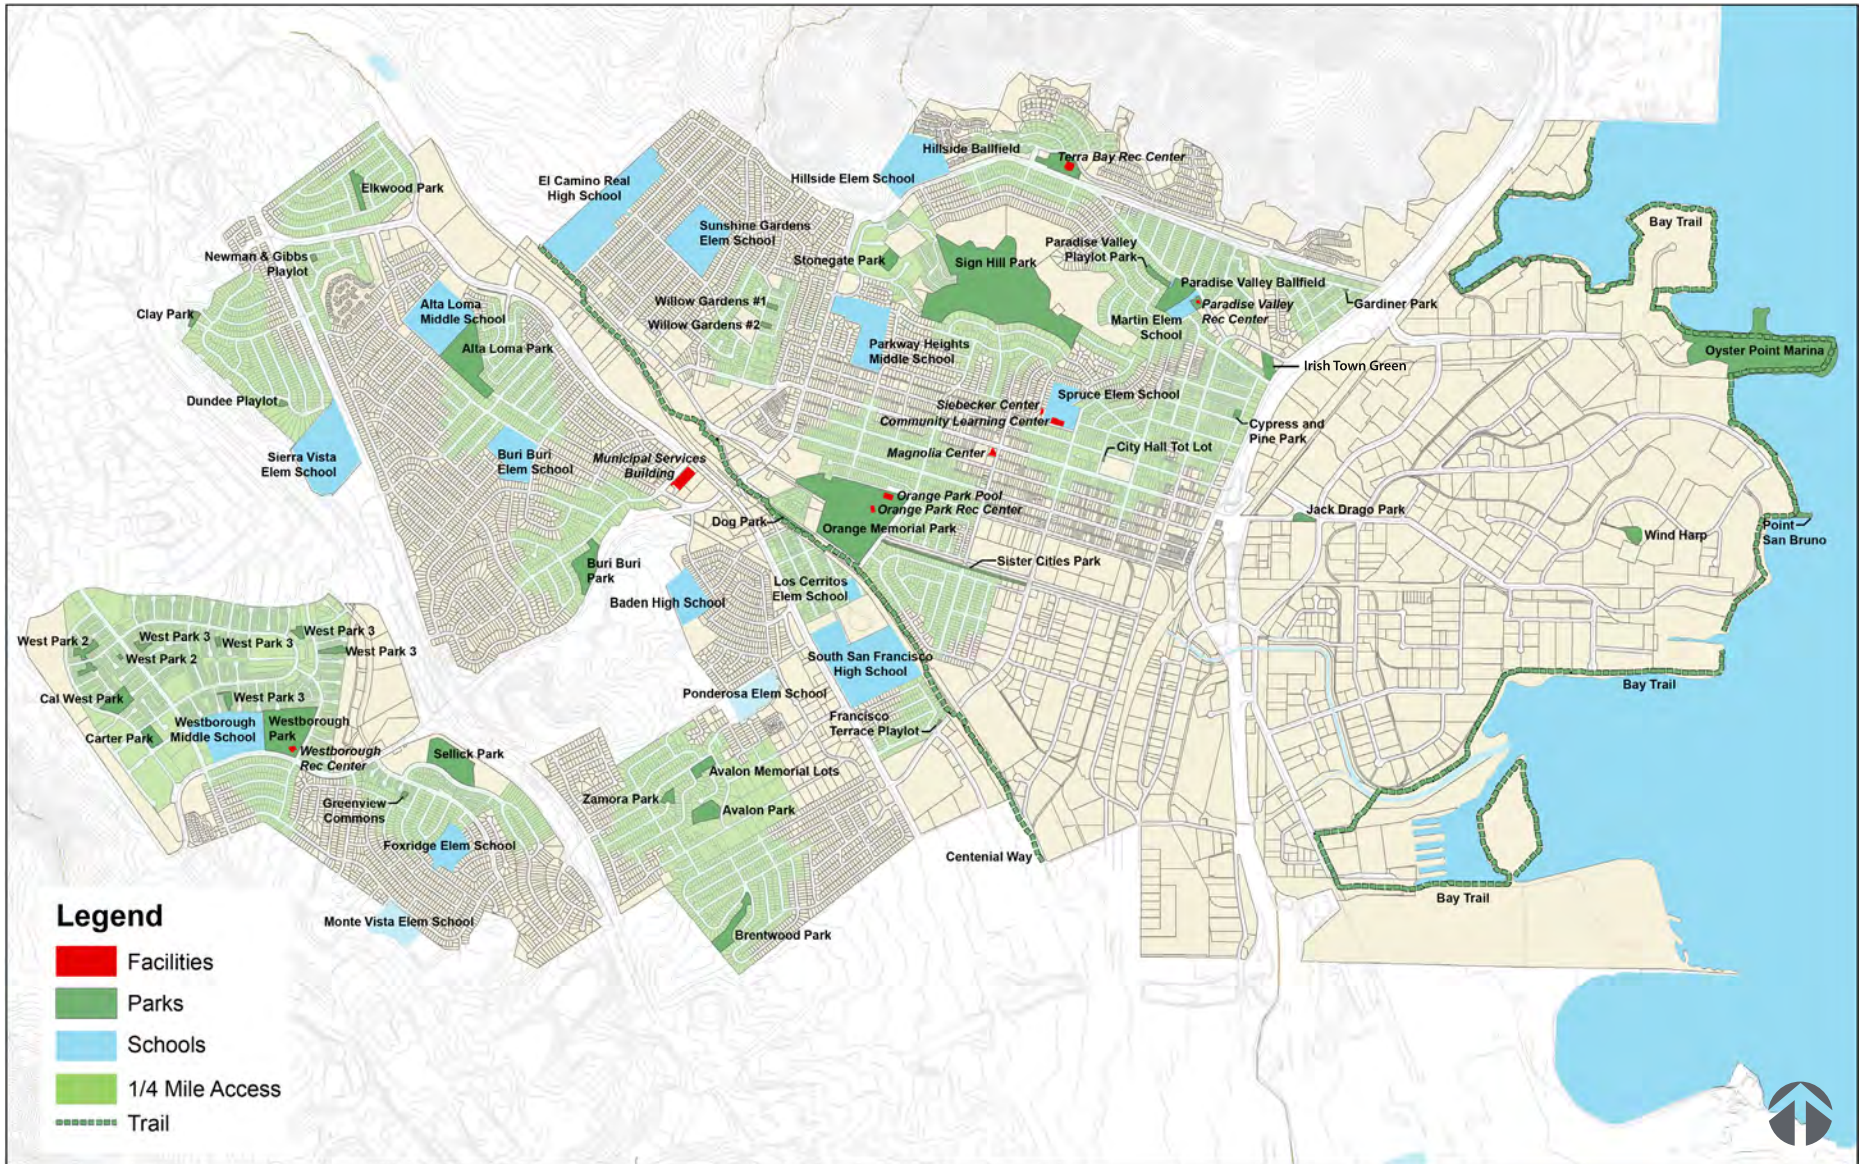 Hillside Ballfield
Terra Bay Rec Center
El Camino Real
High School
Hillside Elem School
Elkwood Park
Bay Trail
Sunshine Gardens
Elem School
Paradise Valley
Playlot Park
Newman & Gibbs
Playlot
Stonegate Park
Sign Hill Park
Paradise Valley Ballfield
Willow Gardens #1
Gardiner Park
Paradise Valley
Rec Center
Alta Loma
Middle School
Clay Park
Willow Gardens #2
Martin Elem
School
Parkway Heights
Middle School
Alta Loma Park
Oyster Point Marina
Irish Town Green
Spruce Elem School
Dundee Playlot
Siebecker Center
Community Learning Center
Cypress and
Pine Park
City Hall Tot Lot
Magnolia Center
Sierra Vista
Elem School
Buri Buri
Elem School
Municipal Services
Building
Orange Park Pool
Orange Park Rec Center
Jack Drago Park
Dog Park
Orange Memorial Park
Point
San Bruno
Wind Harp
Sister Cities Park
Buri Buri
Park
Los Cerritos
Elem School
Baden High School
West Park 3
West Park 2
West Park 3
West Park 3
West Park 3
West Park 2
South San Francisco
High School
Bay Trail
Ponderosa Elem School
Cal West Park
West Park 3
Westborough
Middle School
Westborough
Park
Francisco
Terrace Playlot
Carter Park
Westborough
Rec Center
Sellick Park
Avalon Memorial Lots
Zamora Park
Greenview
Commons
Avalon Park
Foxridge Elem School
Centenial Way
Bay Trail
Monte Vista Elem School
Brentwood Park
Legend
Facilities
Parks
Schools
1/4 Mile Access
Trail